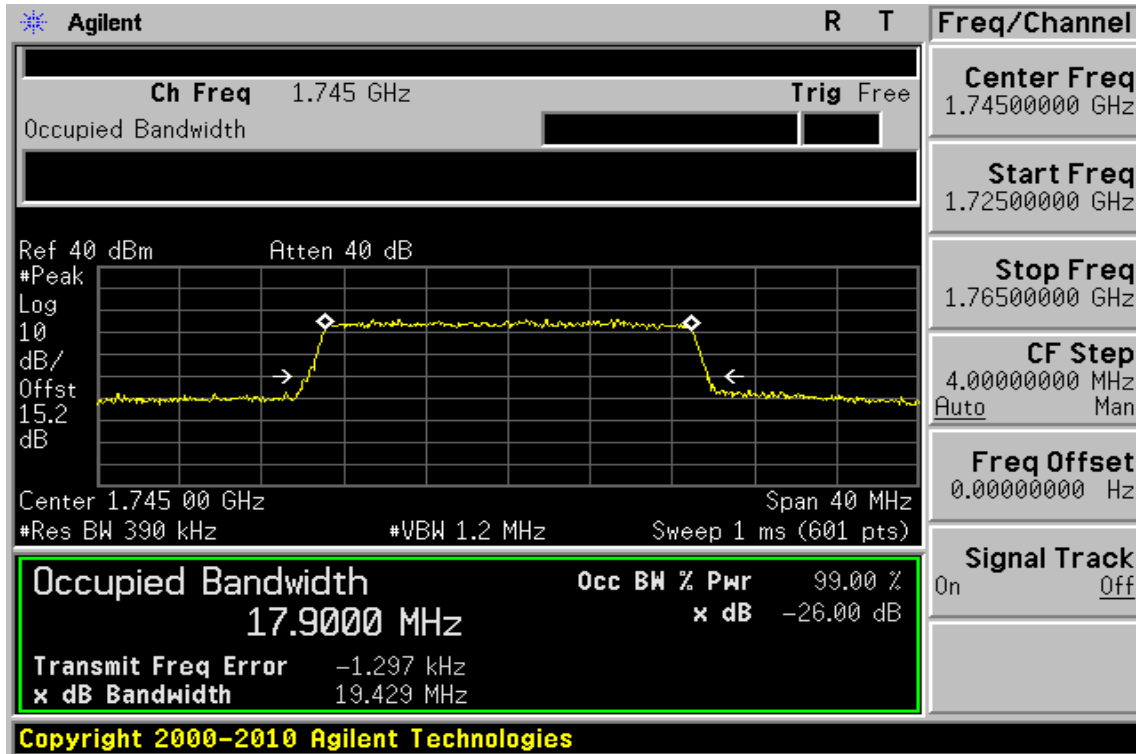 Agilent R T Freq/Channel
Ch Freq 1.745 GHz Trig Free
Occupied Bandwidth
Center Freq
1.74500000 GHz
Start Freq
1.72500000 GHz
Stop Freq
1.76500000 GHz
CF Step
4.00000000 MHz
Auto Man
Freq Offset
0.00000000 Hz
Signal Track
On Off
Ref 40 dBm Atten 40 dB
#Peak
Log
10
dB/
Offst
15.2
dB
Center 1.745 00 GHz Span 40 MHz
#Res BW 390 kHz #VBW 1.2 MHz Sweep 1 ms (601 pts)
Occupied Bandwidth Occ BW % Pwr 99.00 %
17.9000 MHz x dB -26.00 dB
Transmit Freq Error -1.297 kHz
x dB Bandwidth 19.429 MHz
Copyright 2000-2010 Agilent Technologies